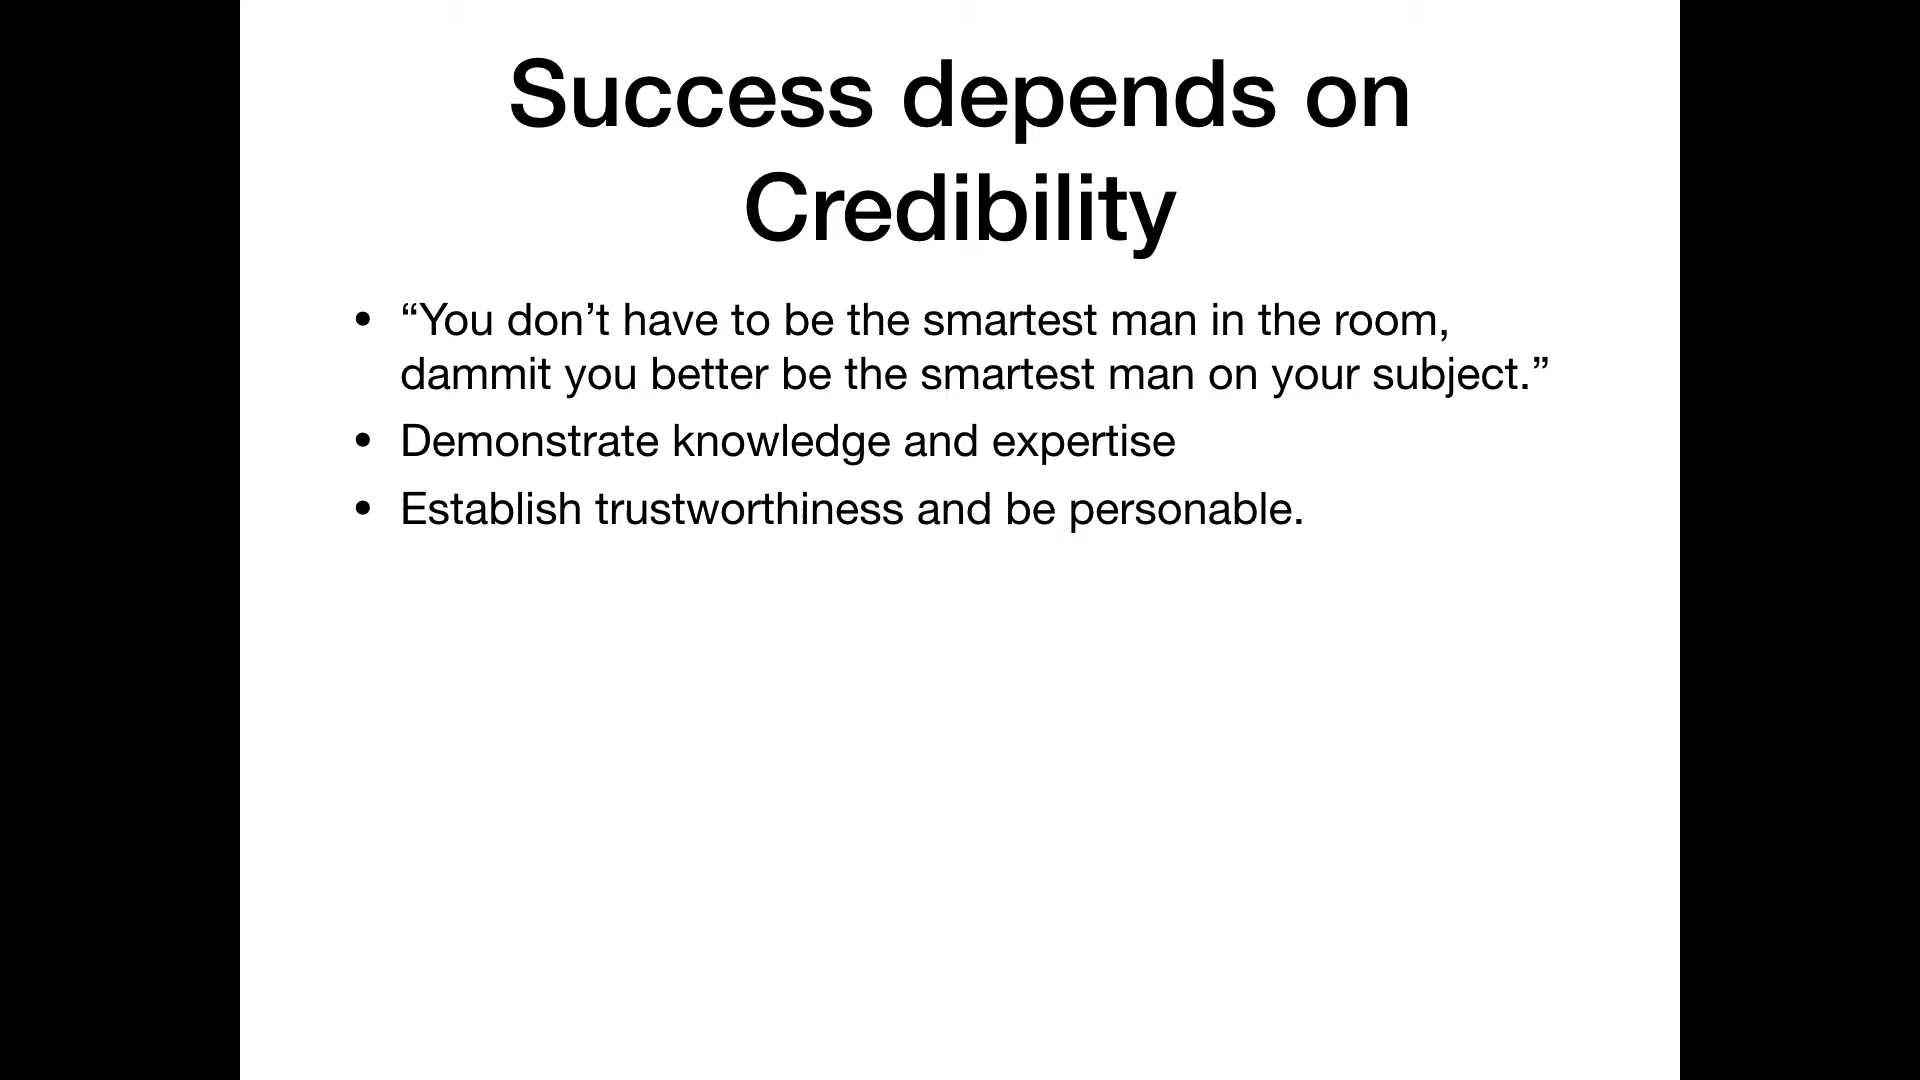 Success depends on
Credibility
• “You don’t have to be the smartest man in the room,
dammit you better be the smartest man on your subject.”
• Demonstrate knowledge and expertise
• Establish trustworthiness and be personable.